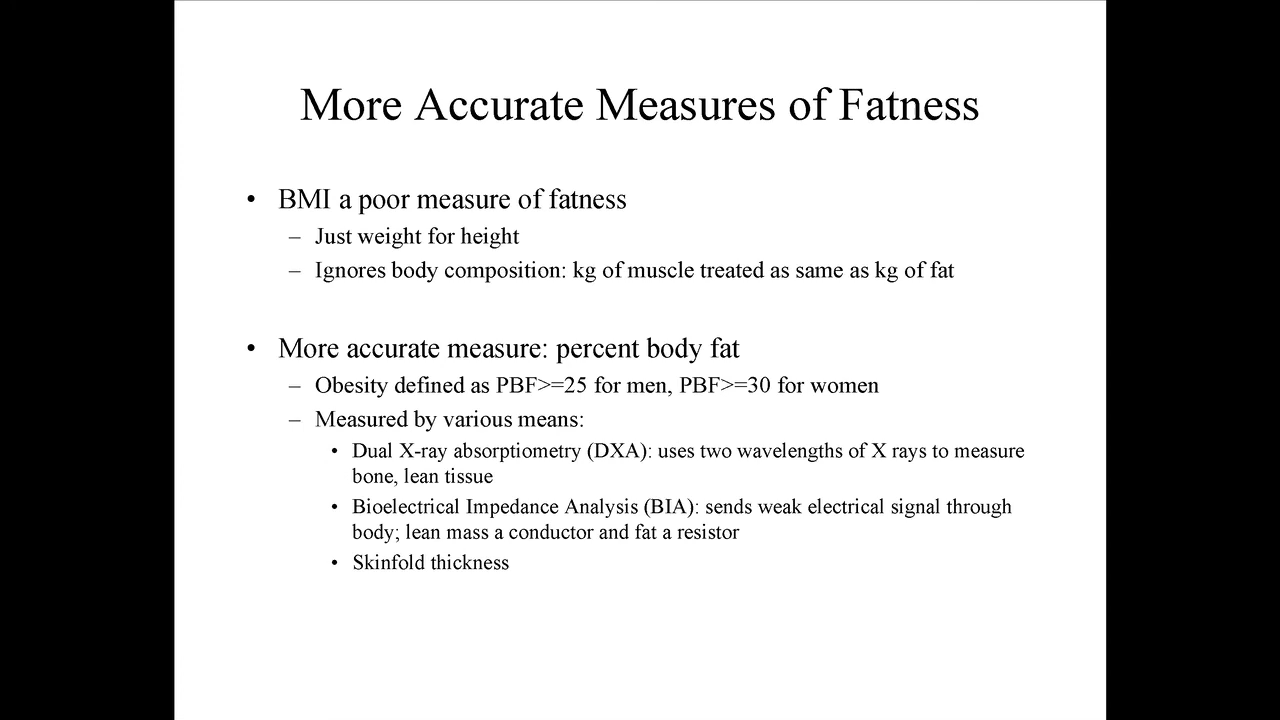 More Accurate Measures of Fatness
• BMI a poor measure of fatness
– Just weight for height
– Ignores body composition: kg of muscle treated as same as kg of fat
• More accurate measure: percent body fat
– Obesity defined as PBF>=25 for men, PBF>=30 for women
– Measured by various means:
• Dual X-ray absorptiometry (DXA): uses two wavelengths of X rays to measure
bone, lean tissue
• Bioelectrical Impedance Analysis (BIA): sends weak electrical signal through
body; lean mass a conductor and fat a resistor
• Skinfold thickness